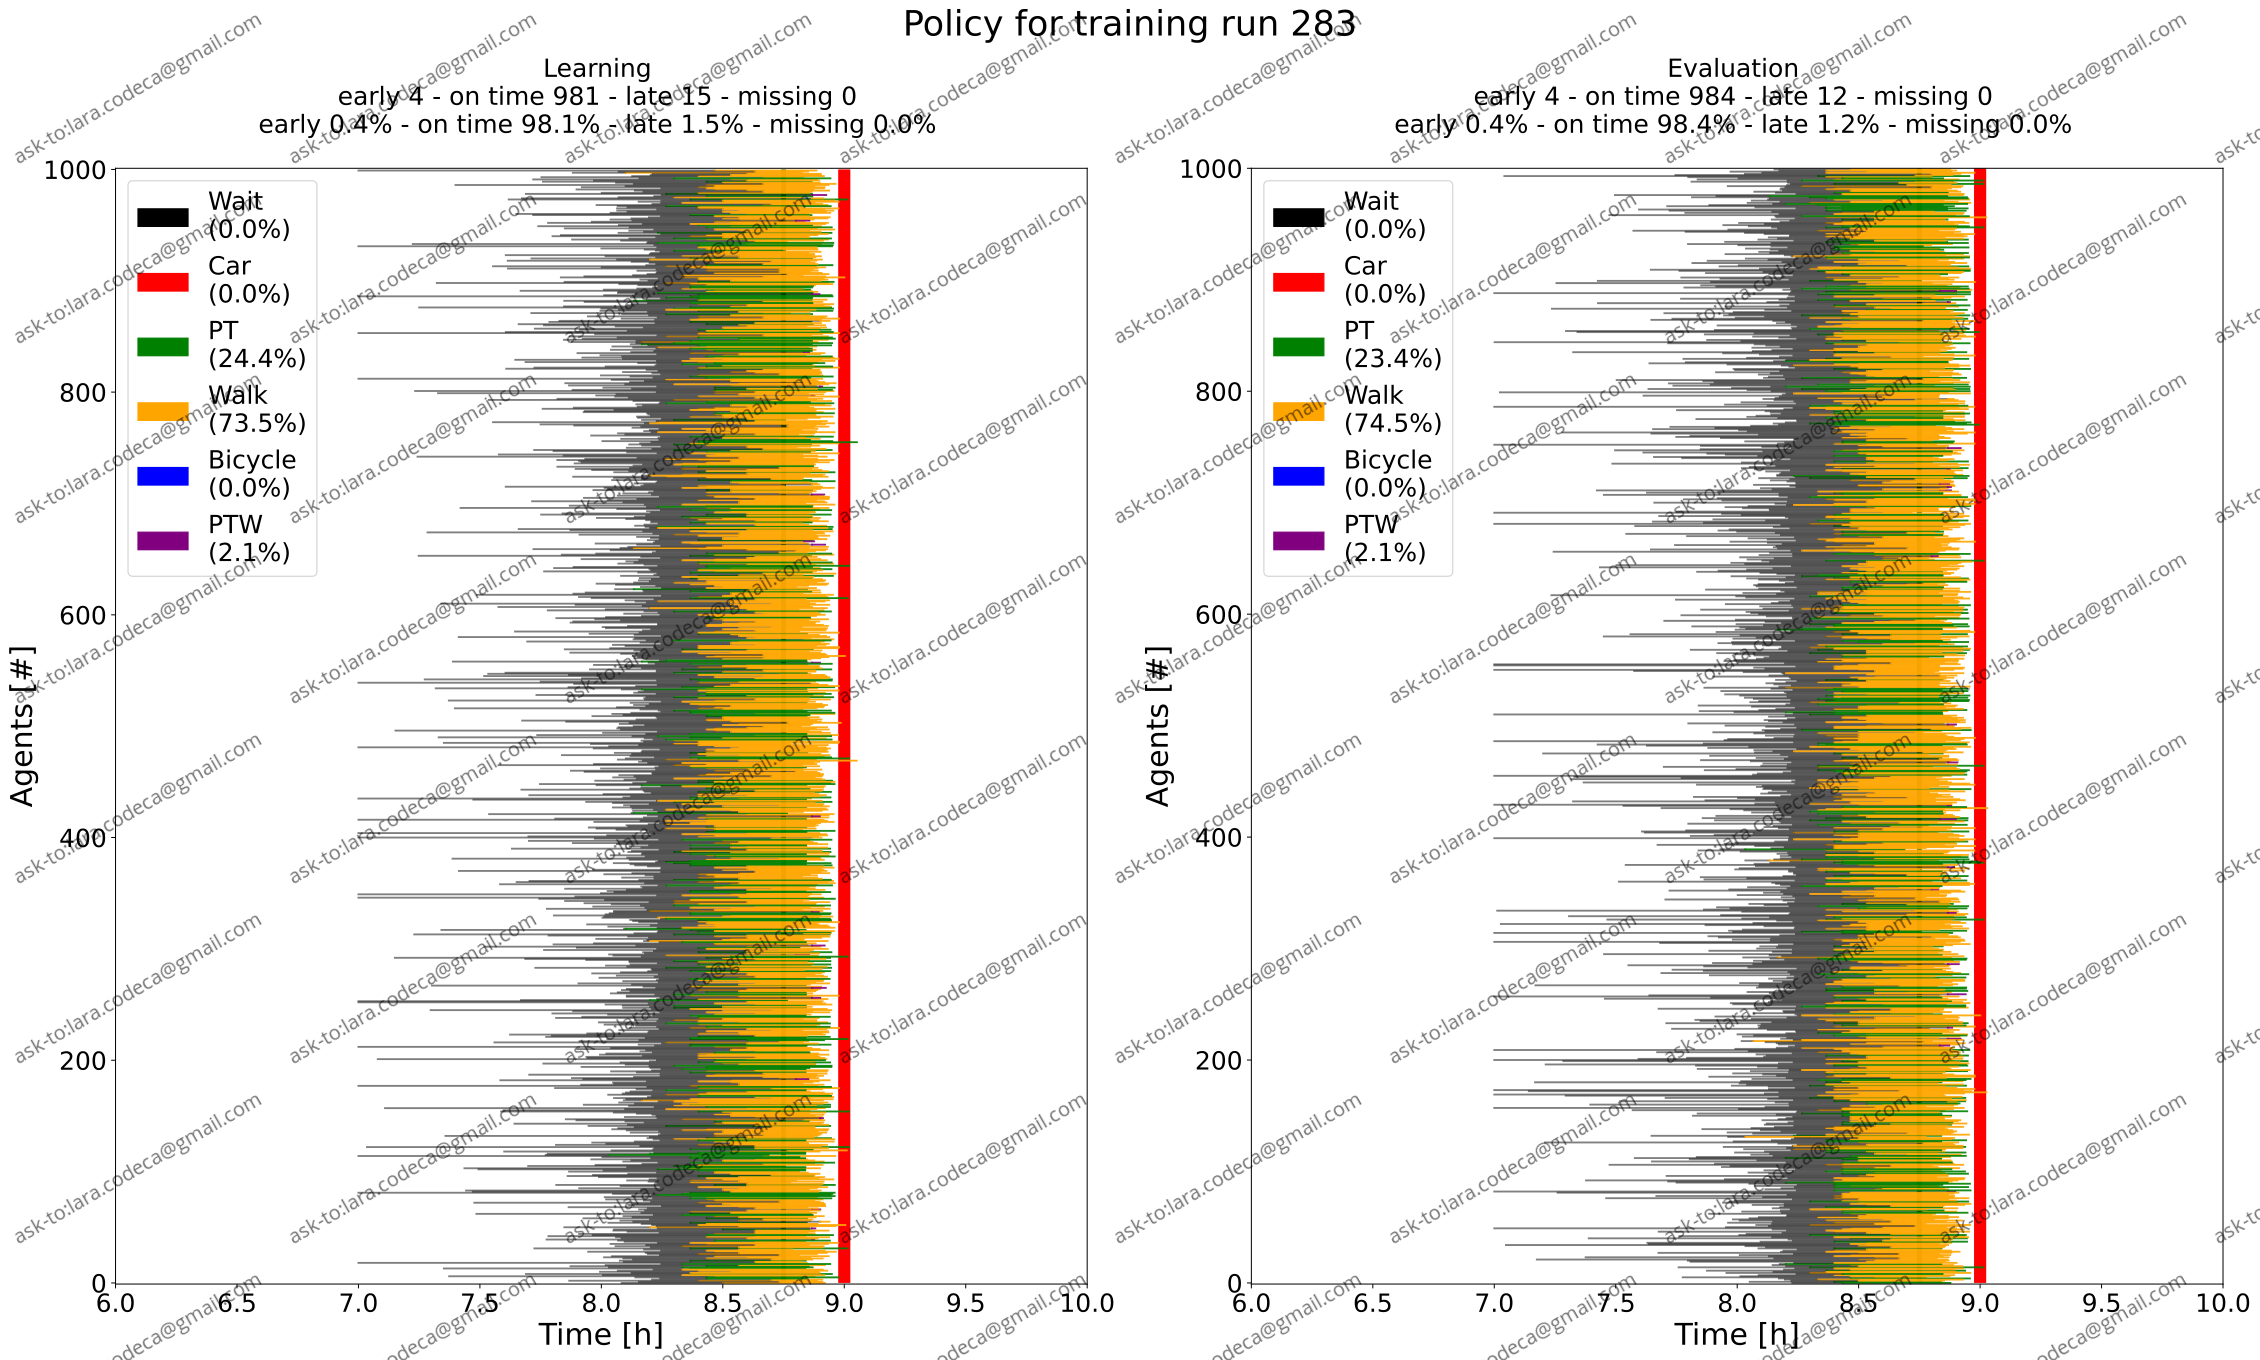 Policy for training run 283
Learning
early 4 - on time 981 - late 15 - missing 0
early 0.4% - on time 98.1% - late 1.5% - missing 0.0%
Agents [#]
1000
800
600
400
200
0
Wait
(0.0%)
Car
(0.0%)
PT
(24.4%)
Walk
(73.5%)
Bicycle
(0.0%)
PTW
(2.1%)
6.0 6.5 7.0 7.5 8.0 8.5 9.0 9.5 10.0
Time [h]
Evaluation
early 4 - on time 984 - late 12 - missing 0
early 0.4% - on time 98.4% - late 1.2% - missing 0.0%
Agents [#]
1000
800
600
400
200
0
Wait
(0.0%)
Car
(0.0%)
PT
(23.4%)
Walk
(74.5%)
Bicycle
(0.0%)
PTW
(2.1%)
6.0 6.5 7.0 7.5 8.0 8.5 9.0 9.5 10.0
Time [h]
ask-to:lara.codeca@gmail.com